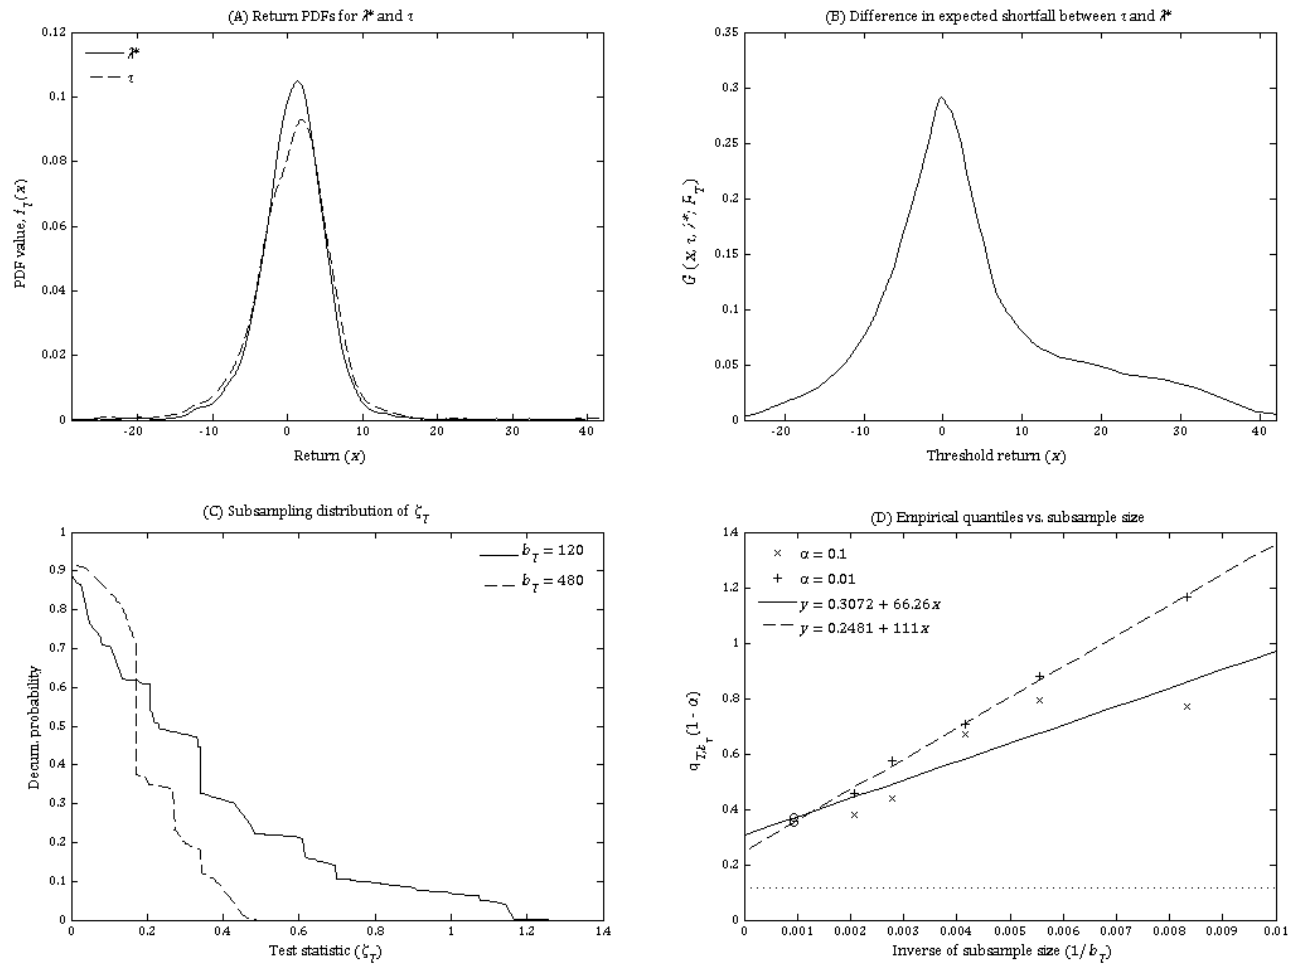 (A) Return PDFs for λ* and τ
0.12
0.1
0.08
0.06
0.04
0.02
0
λ*
τ
PDF value, f_T(x)
-20 -10 0 10 20 30 40
Return (x)
(B) Difference in expected shortfall between τ and λ*
0.35
0.3
0.25
0.3
0.35
0.1
0.05
0
G (x, τ, λ*; F_T)
-20 -10 0 10 20 30 40
Threshold return (x)
(C) Subsampling distribution of ζ_T
1
0.9
0.8
0.7
0.6
0.5
0.4
0.3
0.2
0.1
0
b_T = 120
b_T = 480
Decum. probability
0 0.2 0.4 0.6 0.8 1 1.2 1.4
Test statistic (ζ_T)
(D) Empirical quantiles vs. subsample size
1.4
1.2
1
0.8
0.6
0.4
0.2
0
α = 0.1
α = 0.01
y = 0.3072 + 66.26x
y = 0.2481 + 111x
q_T,b_T (1 - α)
0 0.001 0.002 0.003 0.004 0.005 0.006 0.007 0.008 0.009 0.01
Inverse of subsample size (1/b_T)